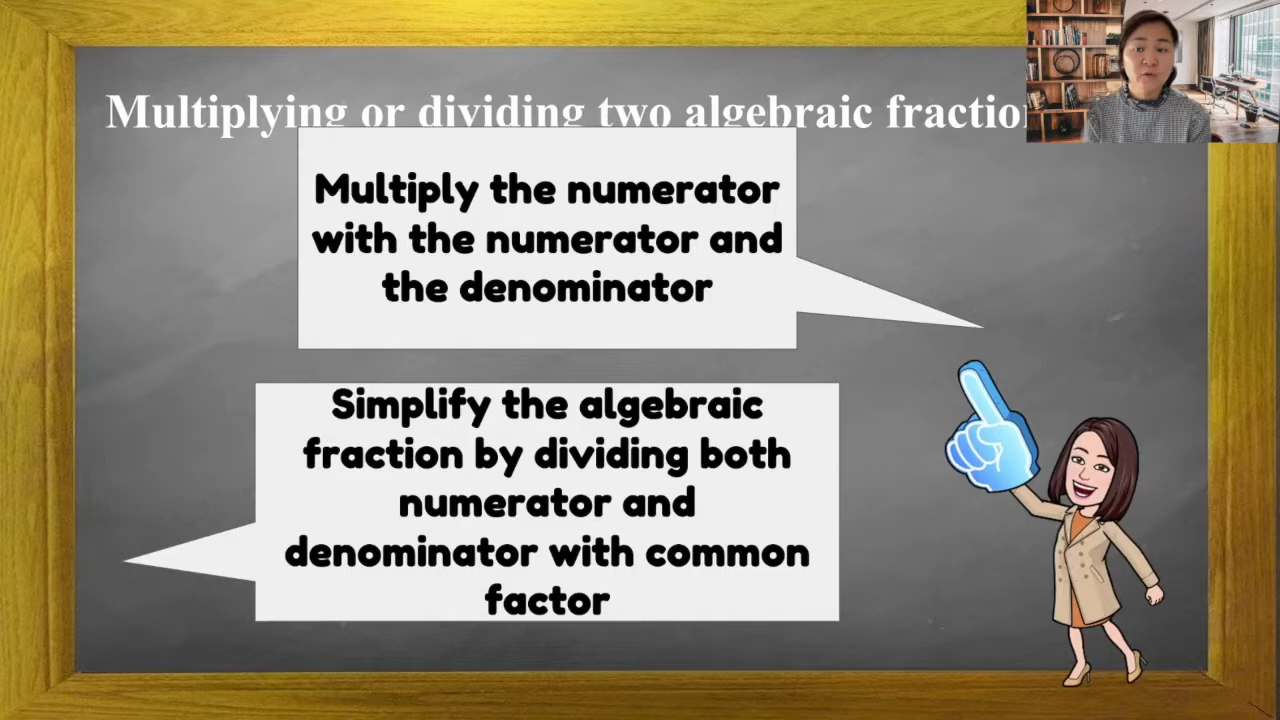 Multiplying or dividing two algebraic fractio
Multiply the numerator
with the numerator and
the denominator
Simplify the algebraic
fraction by dividing both
numerator and
denominator with common
factor